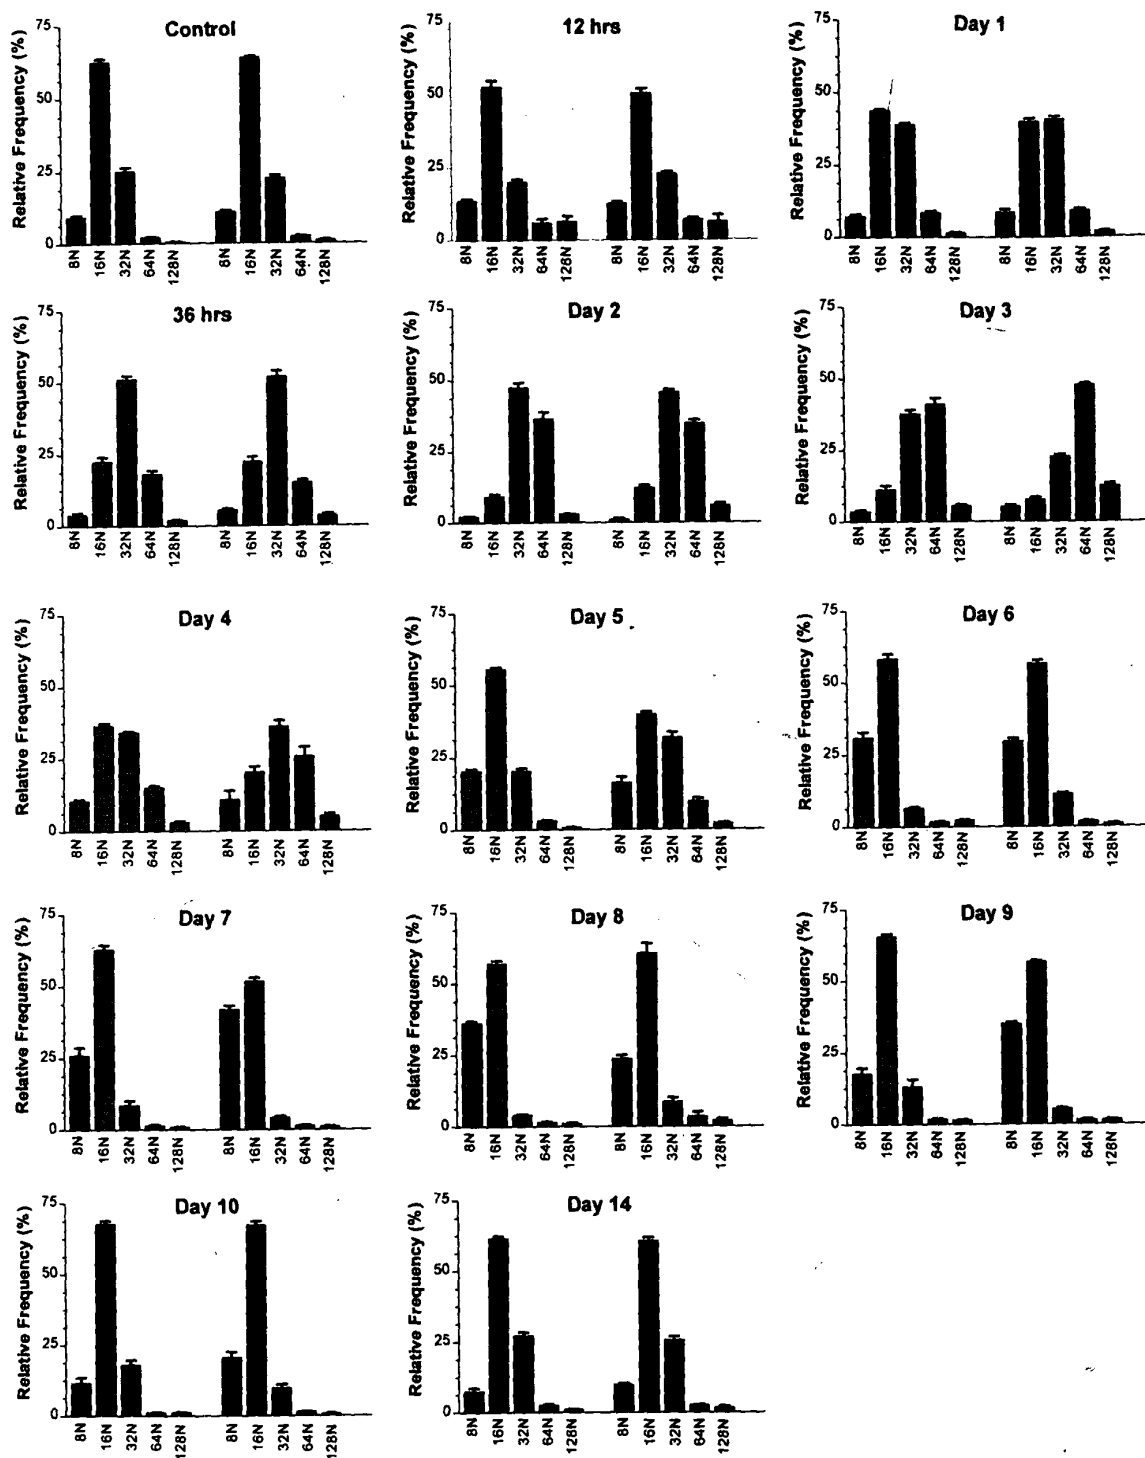 Control
Relative Frequency (%)
75
50
25
0
8N 16N 32N 64N 128N 8N 16N 32N 64N 128N
12 hrs
Relative Frequency (%)
75
50
25
0
8N 16N 32N 64N 128N 8N 16N 32N 64N 128N
Day 1
Relative Frequency (%)
75
50
25
0
8N 16N 32N 64N 128N 8N 16N 32N 64N 128N
36 hrs
Relative Frequency (%)
75
50
25
0
8N 16N 32N 64N 128N 8N 16N 32N 64N 128N
Day 2
Relative Frequency (%)
75
50
25
0
8N 16N 32N 64N 128N 8N 16N 32N 64N 128N
Day 3
Relative Frequency (%)
75
50
25
0
8N 16N 32N 64N 128N 8N 16N 32N 64N 128N
Day 4
Relative Frequency (%)
75
50
25
0
8N 16N 32N 64N 128N 8N 16N 32N 64N 128N
Day 5
Relative Frequency (%)
75
50
25
0
8N 16N 32N 64N 128N 8N 16N 32N 64N 128N
Day 6
Relative Frequency (%)
75
50
25
0
8N 16N 32N 64N 128N 8N 16N 32N 64N 128N
Day 7
Relative Frequency (%)
75
50
25
0
8N 16N 32N 64N 128N 8N 16N 32N 64N 128N
Day 8
Relative Frequency (%)
75
50
25
0
8N 16N 32N 64N 128N 8N 16N 32N 64N 128N
Day 9
Relative Frequency (%)
75
50
25
0
8N 16N 32N 64N 128N 8N 16N 32N 64N 128N
Day 10
Relative Frequency (%)
75
50
25
0
8N 16N 32N 64N 128N 8N 16N 32N 64N 128N
Day 14
Relative Frequency (%)
75
50
25
0
8N 16N 32N 64N 128N 8N 16N 32N 64N 128N